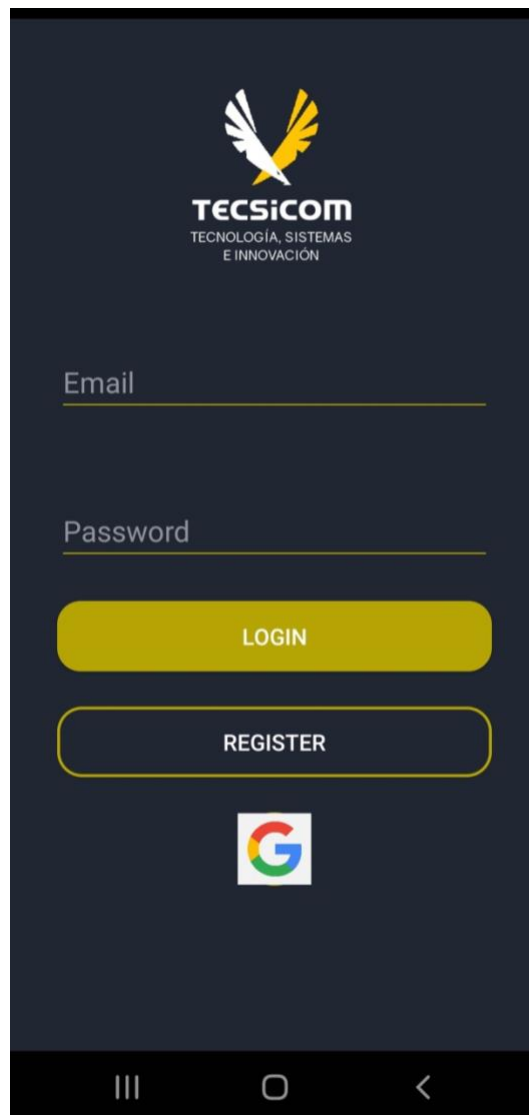 TECSICOM
TECNOLOGÍA, SISTEMAS
E INNOVACIÓN
Email
Password
LOGIN
REGISTER
G